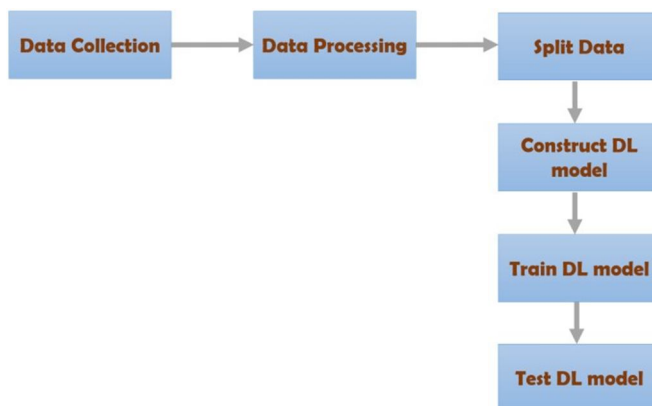 Data Collection
Data Processing
Split Data
Construct DL
model
Train DL model
Test DL model